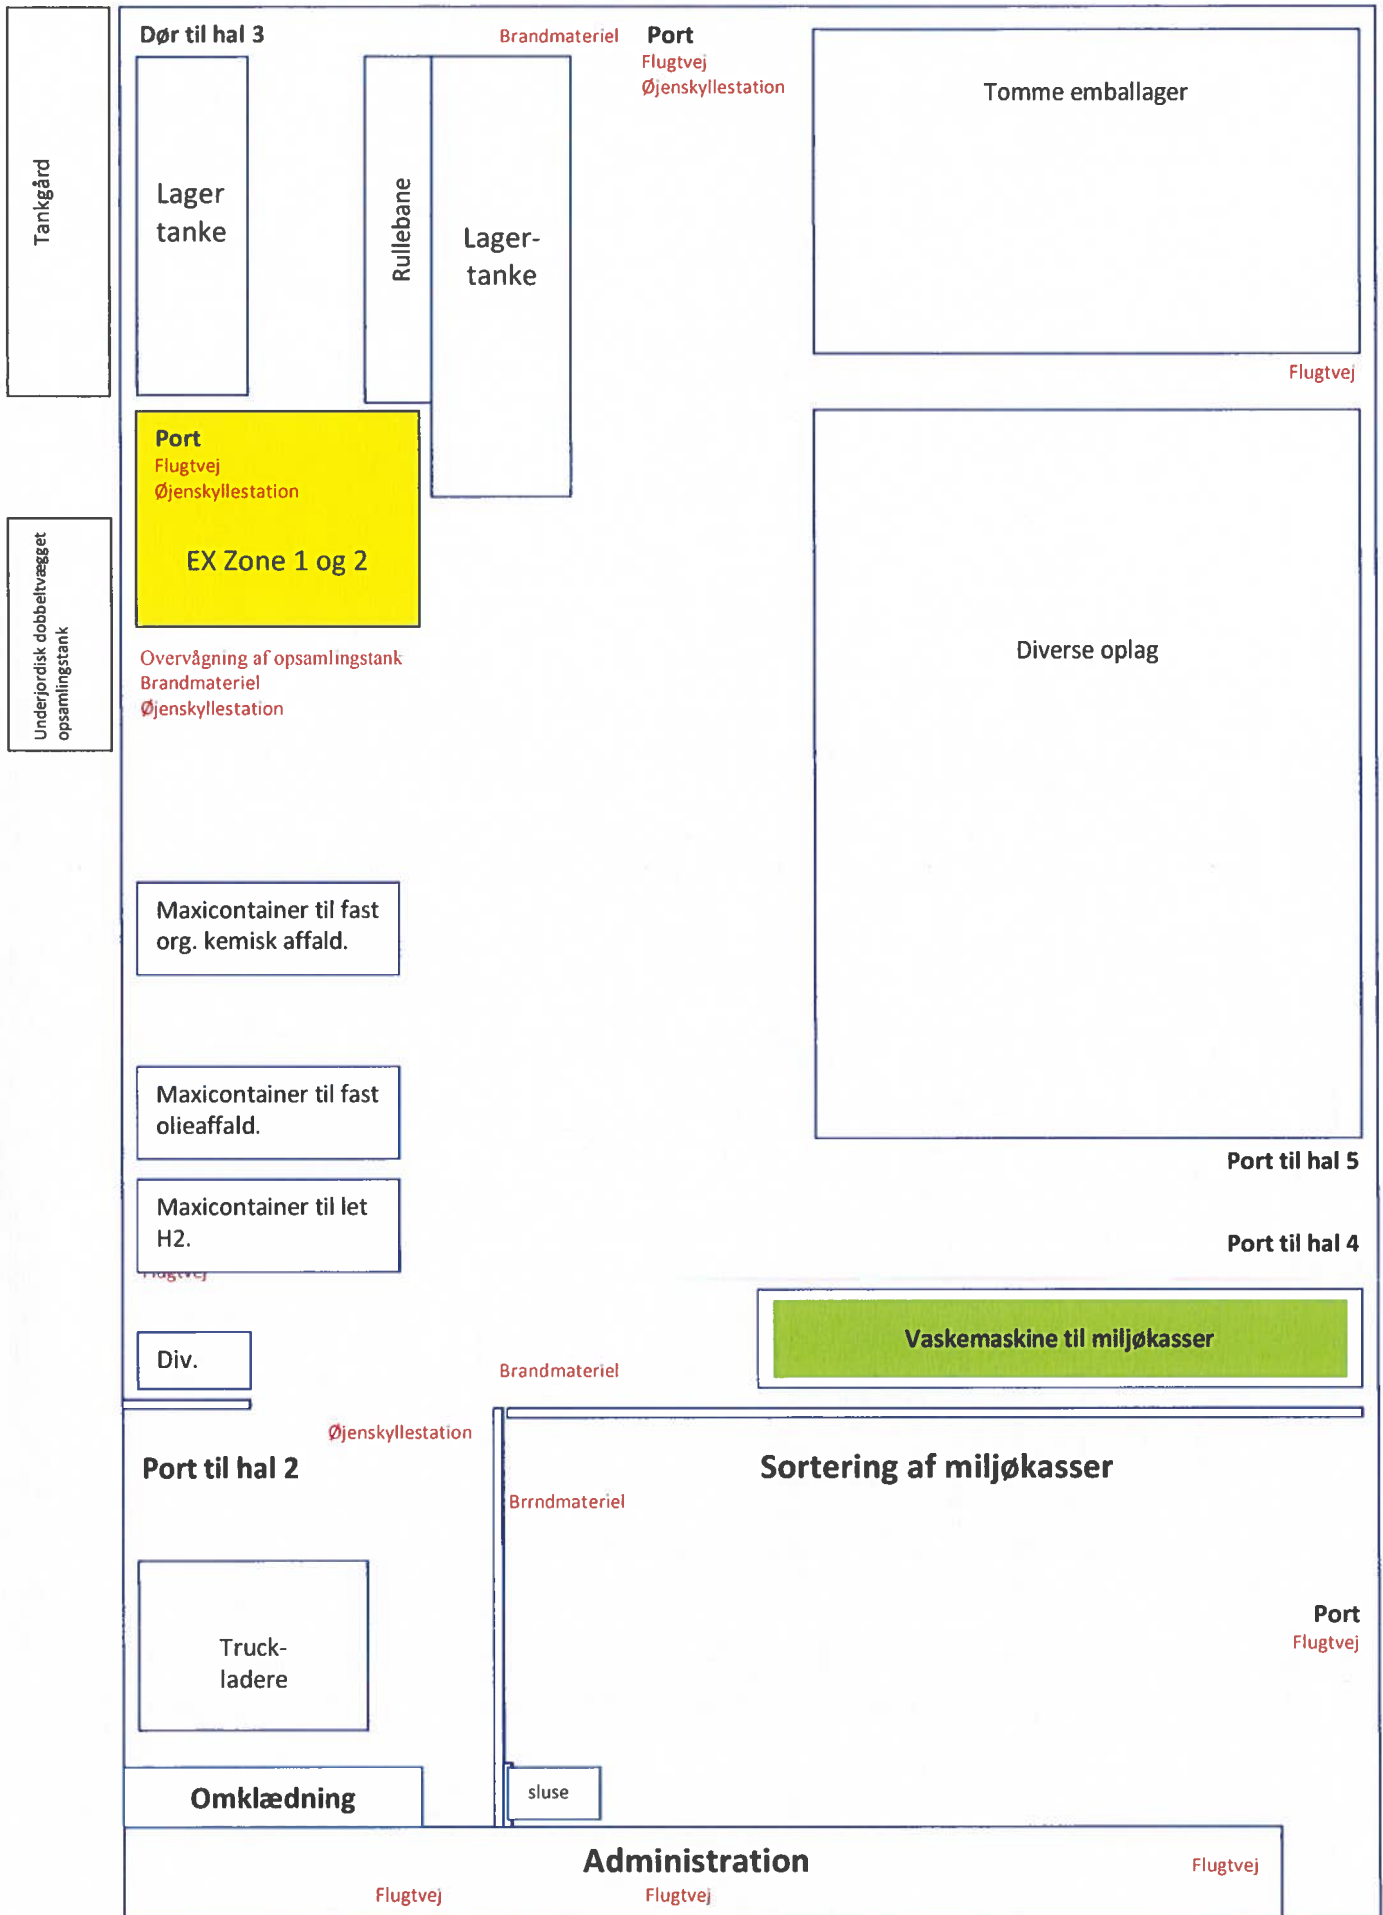 Dør til hal 3
Brandmateriel
Port
Flugtvej
Øjenskyllestation
Tomme emballager
Tankgård
Lager
tanke
Rullebane
Lager-
tanke
Flugtvej
Port
Flugtvej
Øjenskyllestation
EX Zone 1 og 2
Underjordisk dobbeltvægget
opsamlingstank
Overvågning af opsamlingstank
Brandmateriel
Øjenskyllestation
Diverse oplag
Maxicontainer til fast
org. kemisk affald.
Maxicontainer til fast
olieaffald.
Port til hal 5
Maxicontainer til let
H2.
Port til hal 4
Flugtvej
Vaskemaskine til miljøkasser
Div.
Brandmateriel
Øjenskyllestation
Port til hal 2
Sortering af miljøkasser
Brrndmateriel
Port
Flugtvej
Truck-
ladere
Omklædning
sluse
Administration
Flugtvej
Flugtvej
Flugtvej